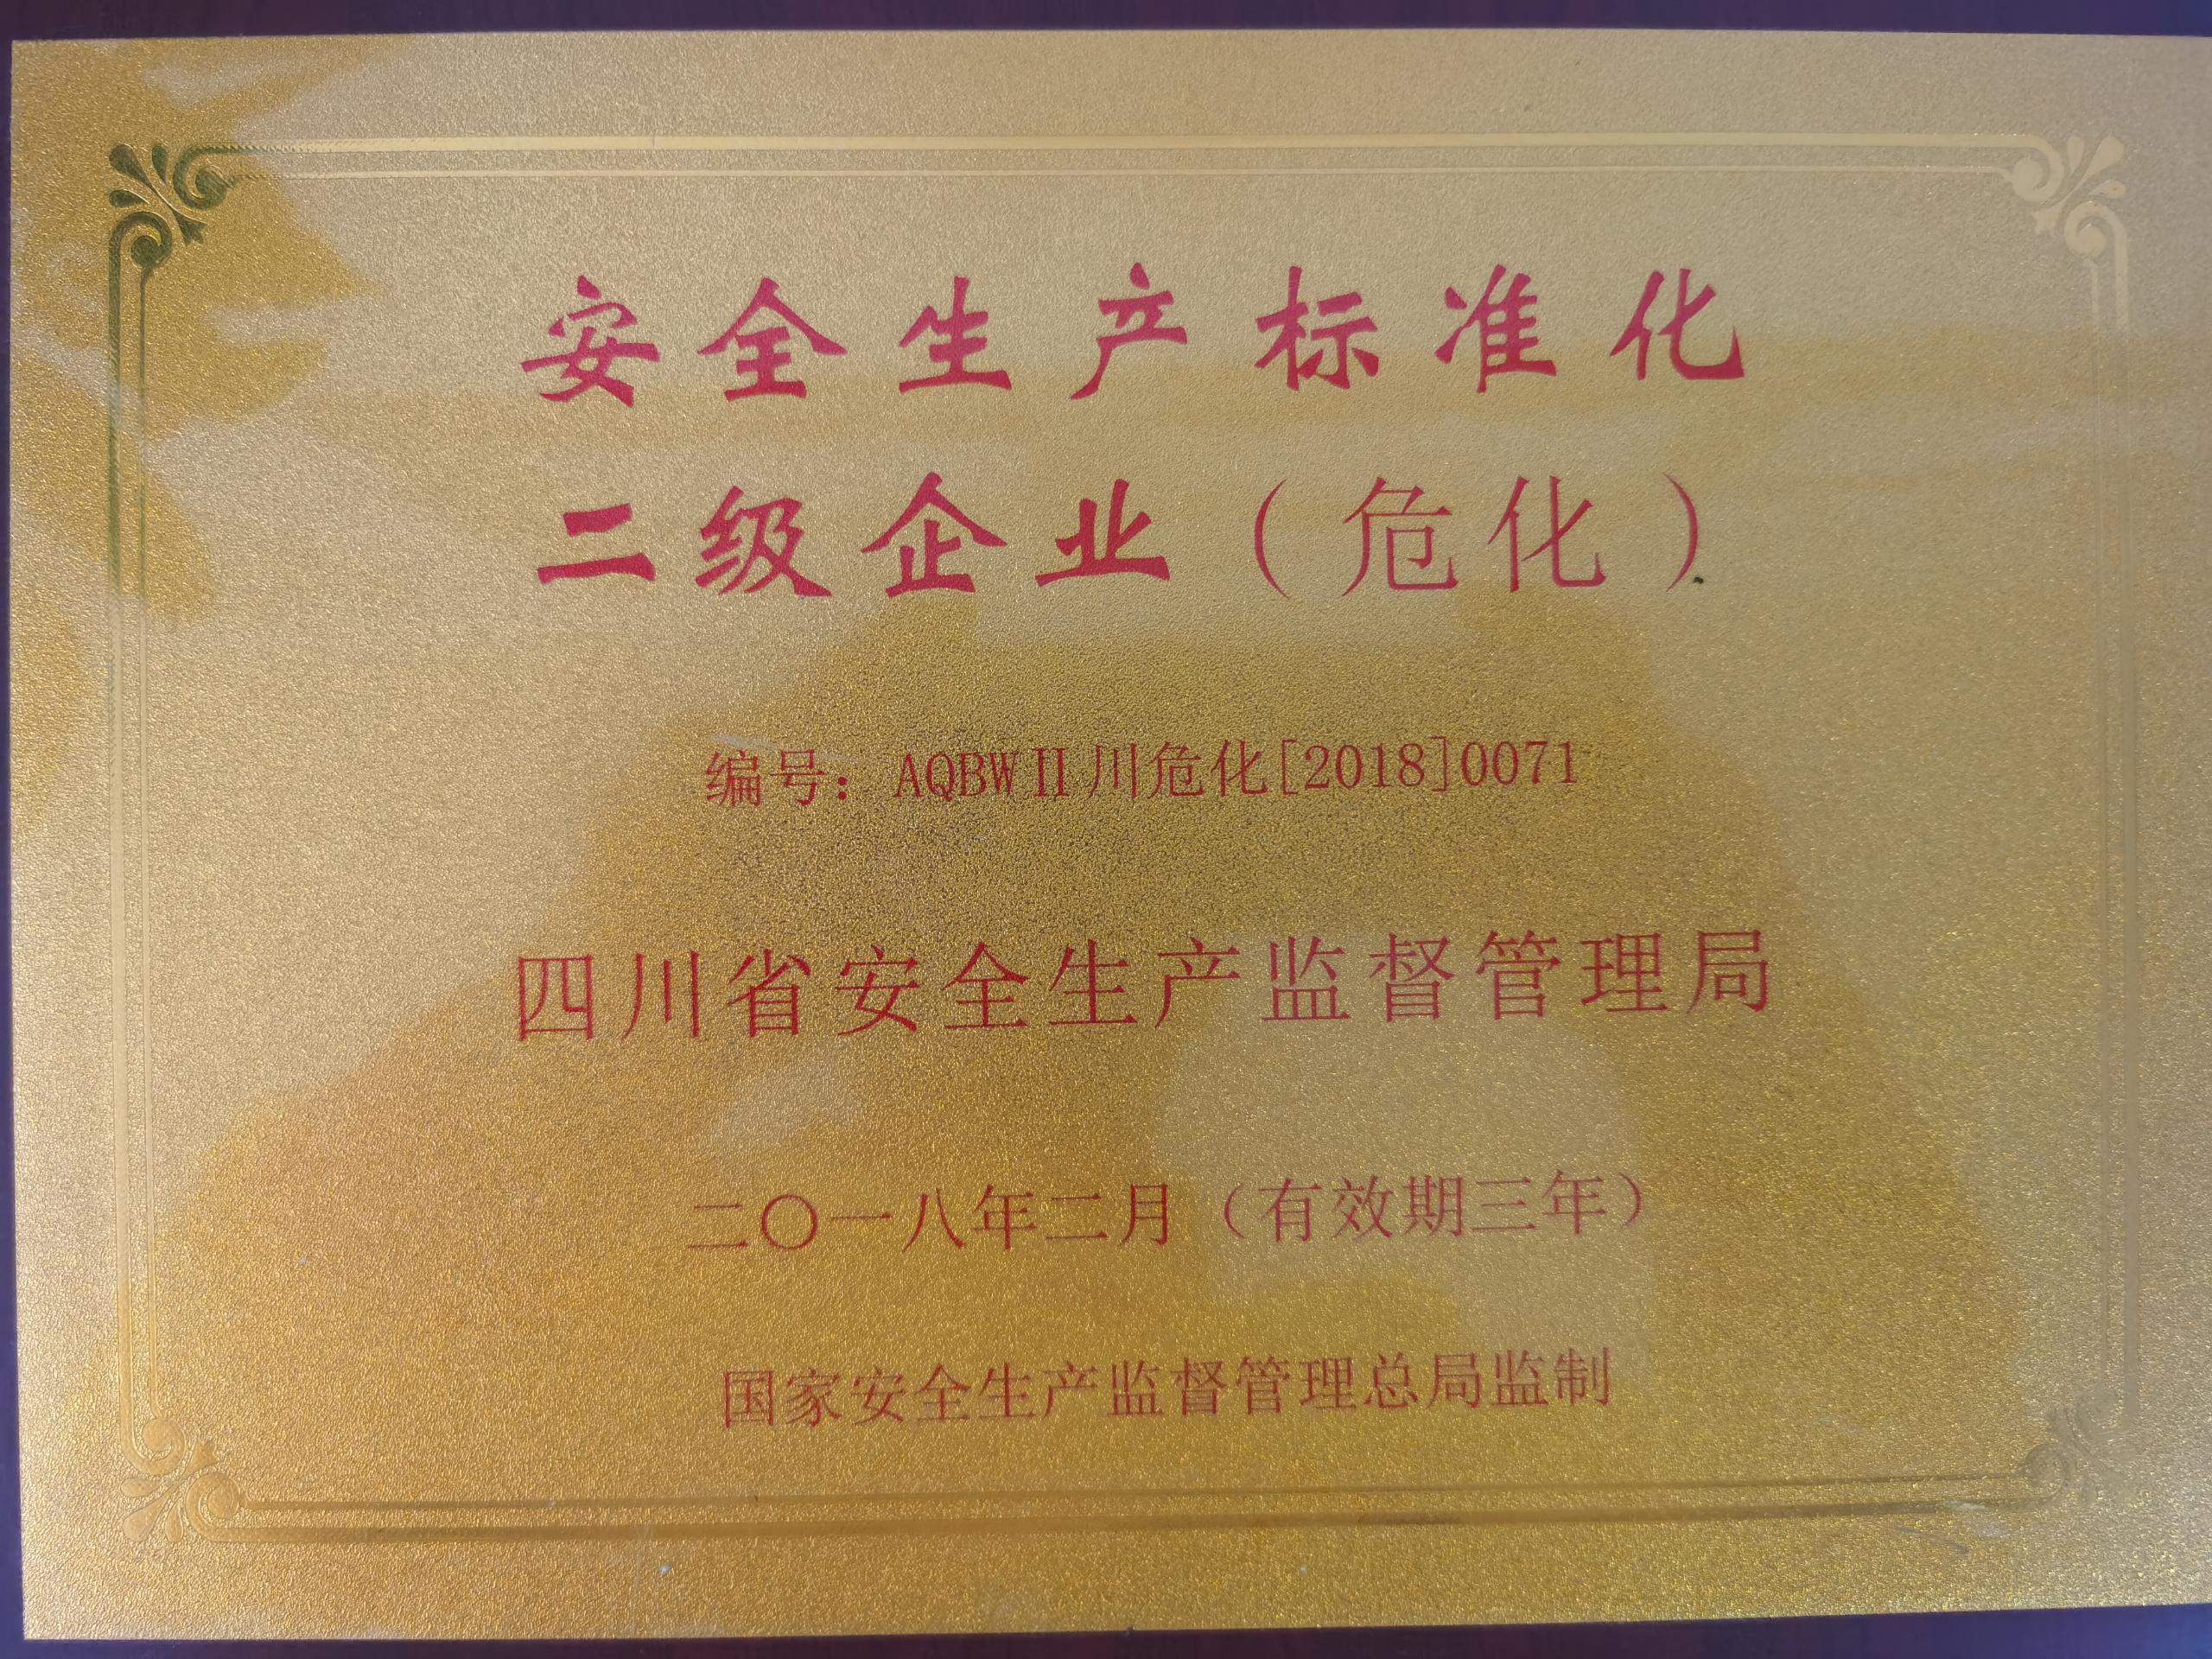 安全生产标准化
二级企业（危化）
编号：AQBWⅡ川危化[2018]0071
四川省安全生产监督管理局
二〇一八年二月（有效期三年）
国家安全生产监督管理总局监制